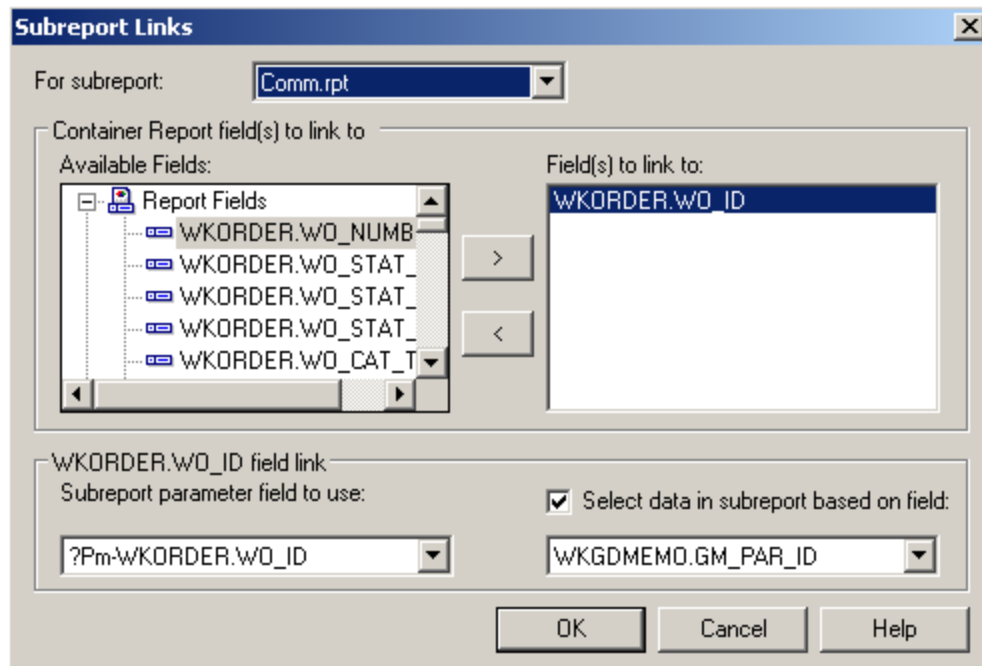 Subreport Links
For subreport:
Comm.rpt
Container Report field(s) to link to
Available Fields:
Field(s) to link to:
Report Fields
WKORDER.WO_NUMB
WKORDER.WO_STAT_
WKORDER.WO_STAT_
WKORDER.WO_STAT_
WKORDER.WO_CAT_T
>
<
WKORDER.WO_ID
WKORDER.WO_ID field link
Subreport parameter field to use:
Select data in subreport based on field:
?Pm-WKORDER.WO_ID
WKGDMEMO.GM_PAR_ID
OK
Cancel
Help